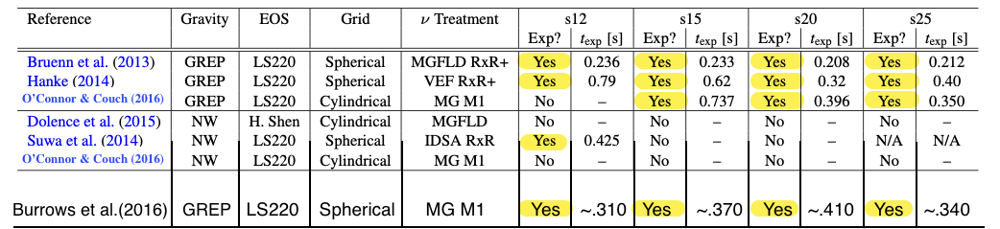 Reference Gravity EOS Grid ν Treatment s12 s15 s20 s25
Exp? t_exp [s] Exp? t_exp [s] Exp? t_exp [s] Exp? t_exp [s]
Bruenn et al. (2013) GREP LS220 Spherical MGFLD RxR+ Yes 0.236 Yes 0.233 Yes 0.208 Yes 0.212
Hanke (2014) GREP LS220 Spherical VEF RxR+ Yes 0.79 Yes 0.62 Yes 0.32 Yes 0.40
O'Connor & Couch (2016) GREP LS220 Cylindrical MG M1 No – Yes 0.737 Yes 0.396 Yes 0.350
Dolence et al. (2015) NW H. Shen Cylindrical MGFLD No – No – No – No –
Suwa et al. (2014) NW LS220 Spherical IDSA RxR Yes 0.425 No – No – N/A N/A
O'Connor & Couch (2016) NW LS220 Cylindrical MG M1 No – No – No – No –
Burrows et al.(2016) GREP LS220 Spherical MG M1 Yes ~.310 Yes ~.370 Yes ~.410 Yes ~.340